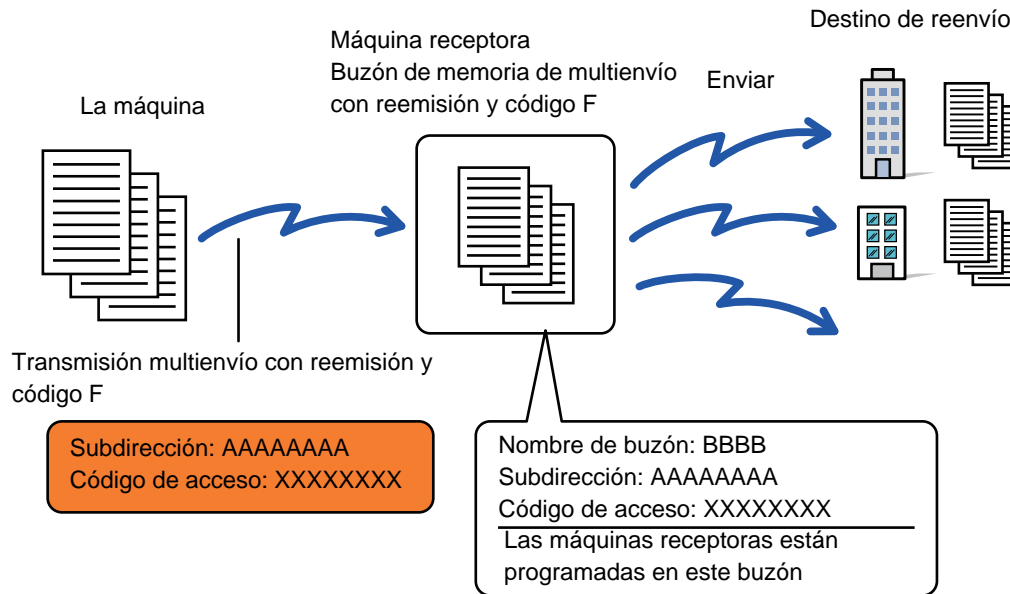 Destino de reenvío
Máquina receptora
Buzón de memoria de multienvío
con reemisión y código F
Enviar
La máquina
Transmisión multienvío con reemisión y
código F
Subdirección: AAAAAAAA
Código de acceso: XXXXXXXX
Nombre de buzón: BBBB
Subdirección: AAAAAAAA
Código de acceso: XXXXXXXX
Las máquinas receptoras están
programadas en este buzón